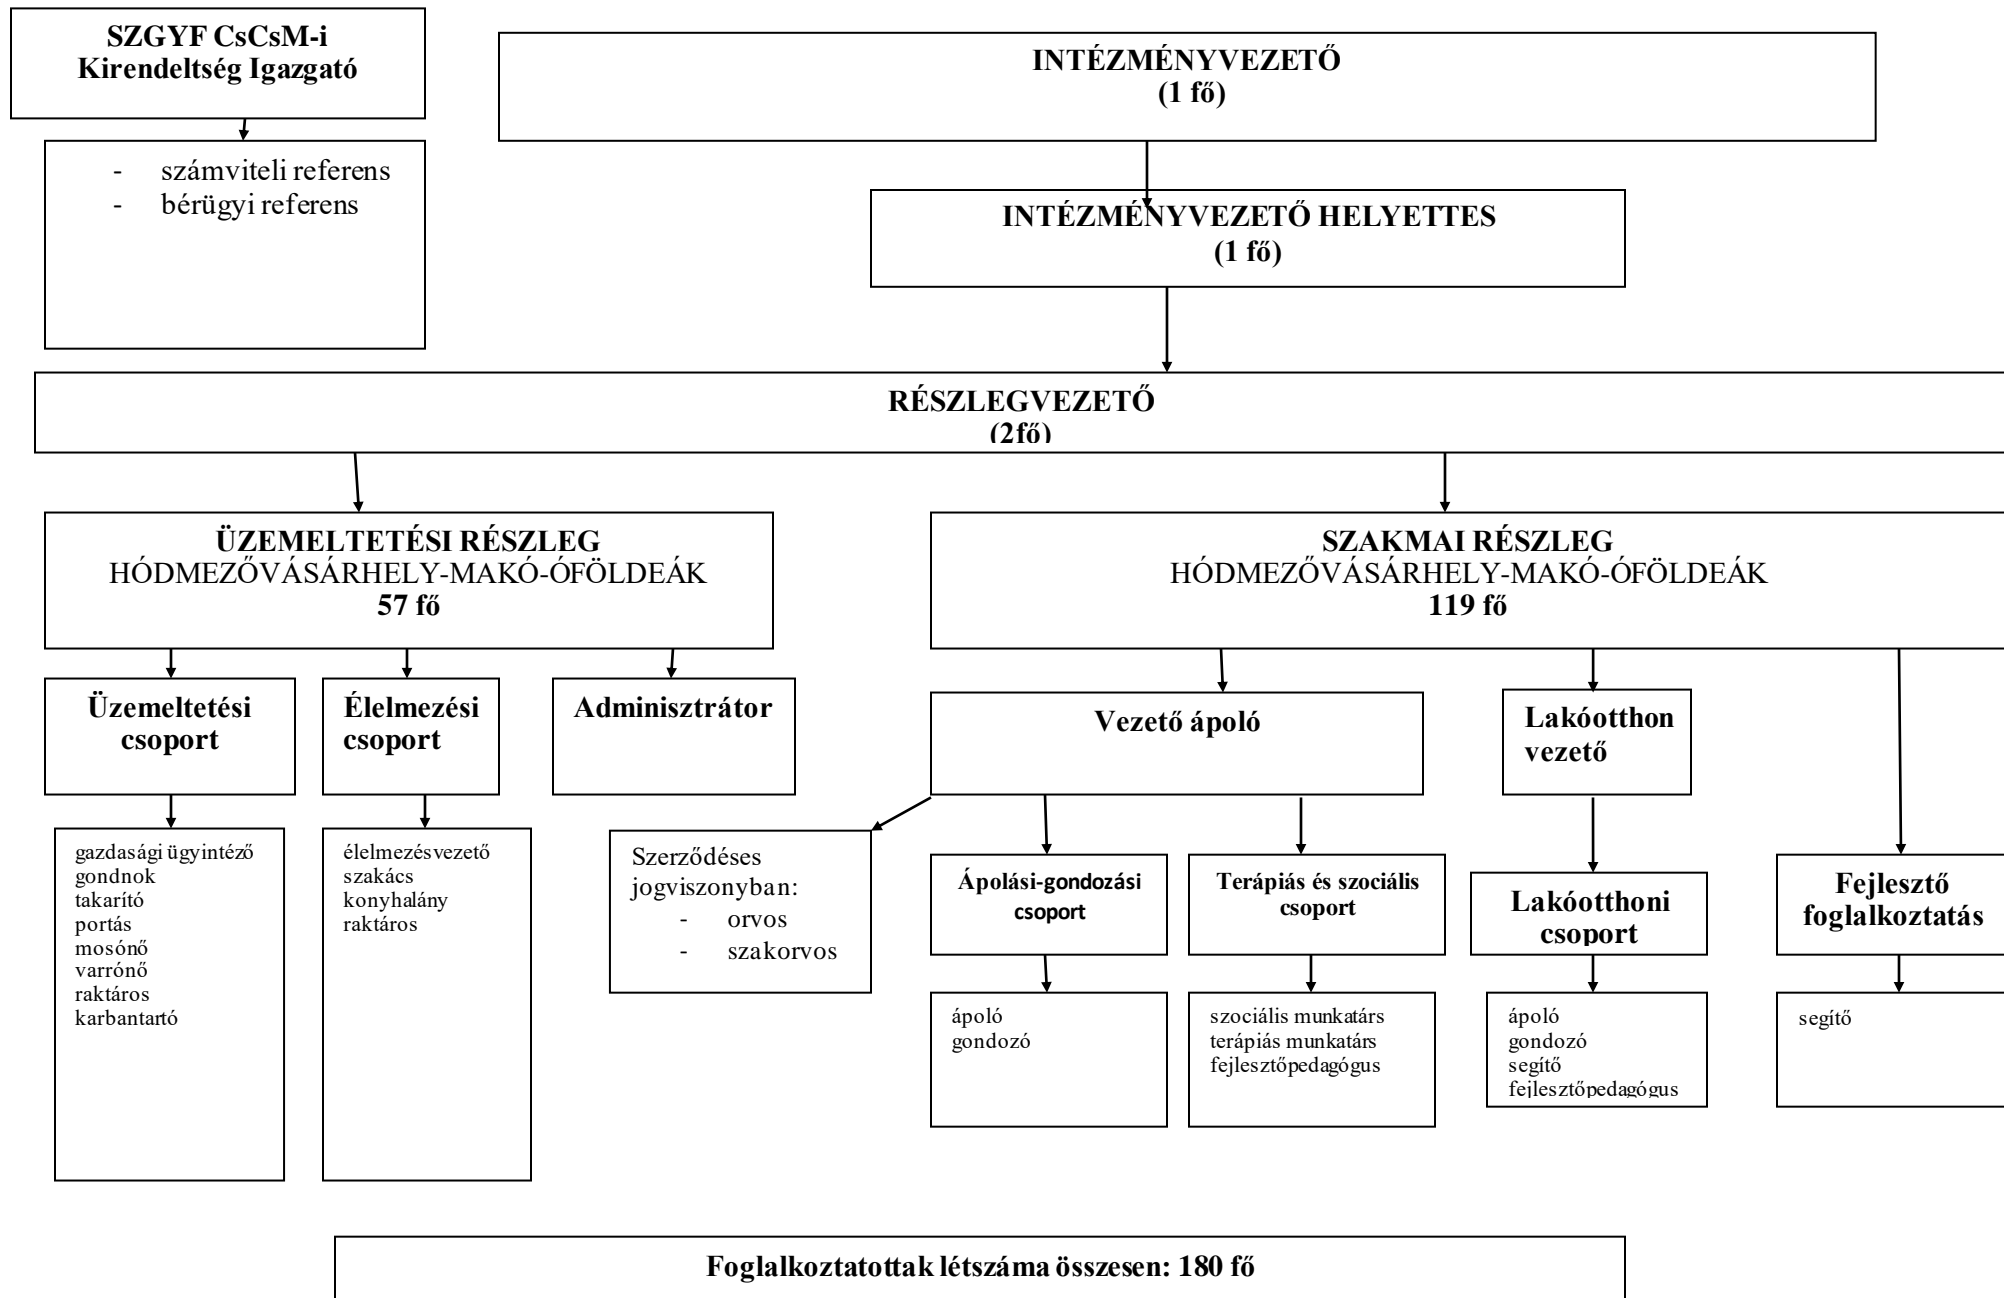 SZGYF CsCsM-i
Kirendeltség Igazgató
- számviteli referens
- bérügyi referens
INTÉZMÉNYVEZETŐ
(1 fő)
INTÉZMÉNYVEZETŐ HELYETTES
(1 fő)
RÉSZLEGVEZETŐ
(2fő)
ÜZEMELTETÉSI RÉSZLEG
HÓDMEZŐVÁSÁRHELY-MAKÓ-ÓFÖLDEÁK
57 fő
SZAKMAI RÉSZLEG
HÓDMEZŐVÁSÁRHELY-MAKÓ-ÓFÖLDEÁK
119 fő
Üzemeltetési
csoport
Élelmezési
csoport
Adminisztrátor
Vezető ápoló
Lakóotthon
vezető
gazdasági ügyintéző
gondnok
takarító
portás
mosónő
varrónő
raktáros
karbantartó
élelmezésvezető
szakács
konyhalány
raktáros
Szerződéses
jogviszonyban:
- orvos
- szakorvos
Ápolási-gondozási
csoport
Terápiás és szociális
csoport
Lakóotthoni
csoport
Fejlesztő
foglalkoztatás
ápoló
gondozó
szociális munkatárs
terápiás munkatárs
fejlesztőpedagógus
ápoló
gondozó
segítő
fejlesztőpedagógus
segítő
Foglalkoztatottak létszáma összesen: 180 fő